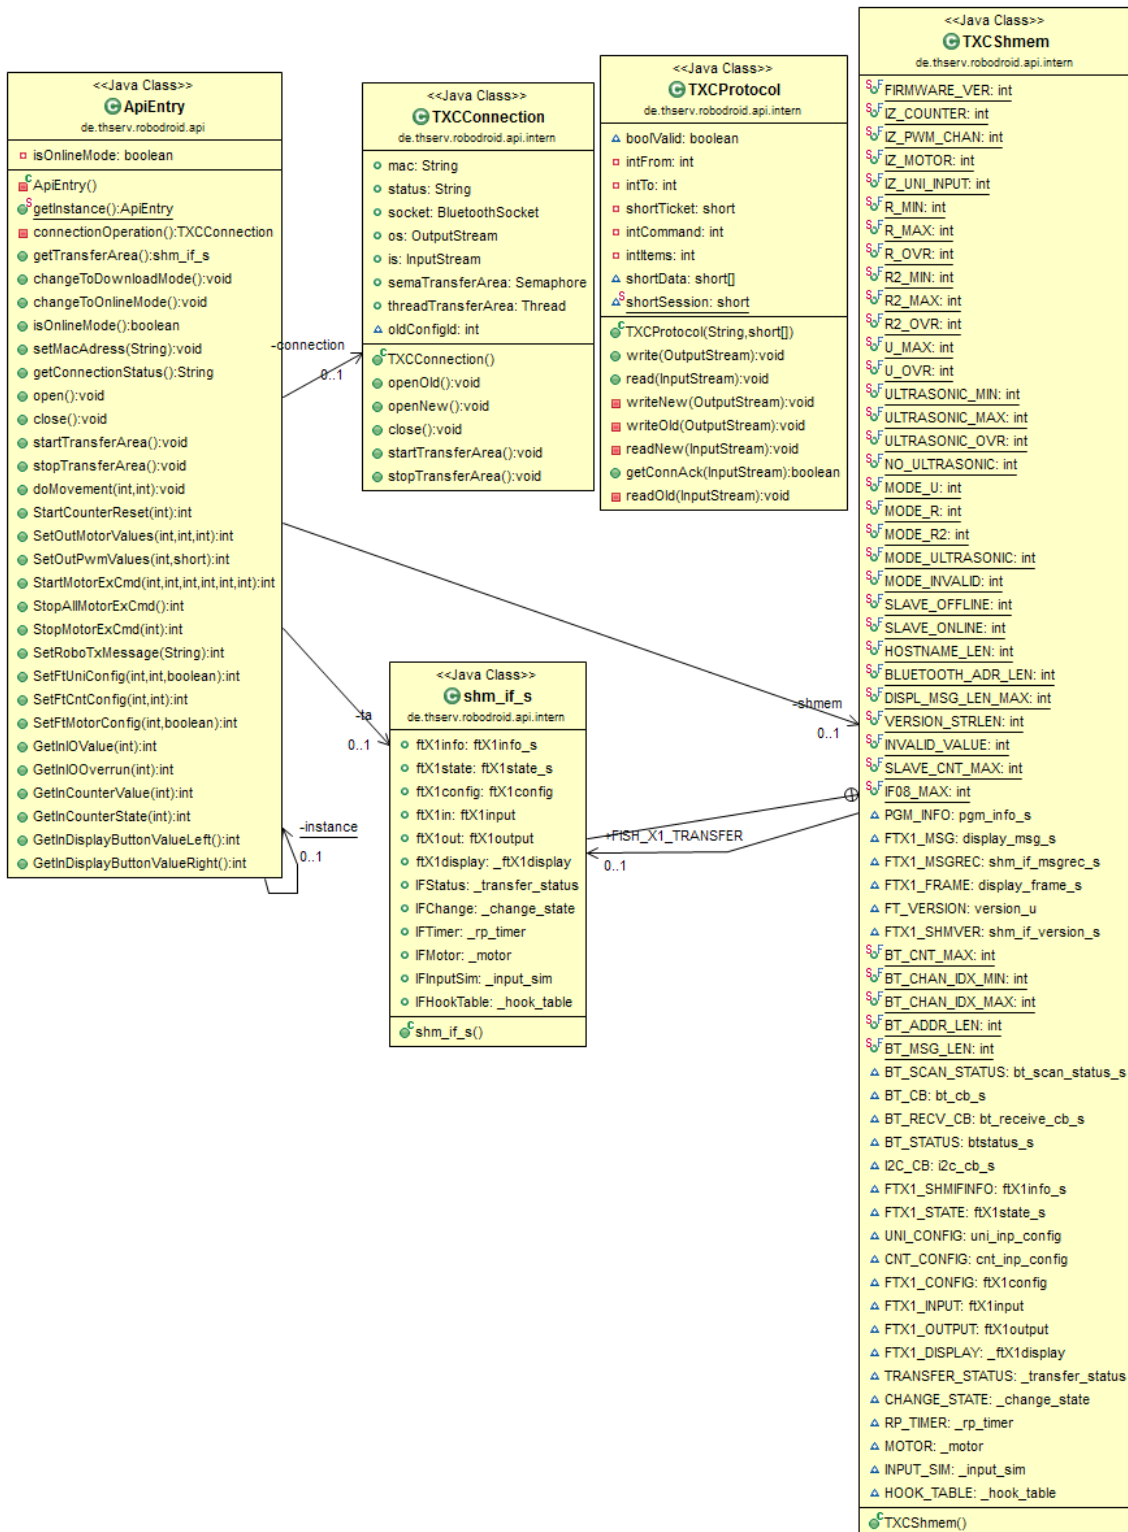 <<Java Class>>
ApiEntry
de.thserv.robodroid.api
isOnlineMode: boolean
ApiEntry()
getInstance():ApiEntry
connectionOperation():TXCConnection
getTransferArea():shm_if_s
changeToDownloadMode():void
changeToOnlineMode():void
isOnlineMode():boolean
setMacAdress(String):void
getConnectionStatus():String
open():void
close():void
startTransferArea():void
stopTransferArea():void
doMovement(int,int):void
StartCounterReset(int):int
SetOutMotorValues(int,int,int):int
SetOutPwmValues(int,short):int
StartMotorExCmd(int,int,int,int,int,int):int
StopAllMotorExCmd():int
StopMotorExCmd(int):int
SetRoboTxMessage(String):int
SetFtUniConfig(int,int,boolean):int
SetFtCntConfig(int,int):int
SetFtMotorConfig(int,boolean):int
GetInIOValue(int):int
GetInIOOverrun(int):int
GetInCounterValue(int):int
GetInCounterState(int):int
GetInDisplayButtonValueLeft():int
GetInDisplayButtonValueRight():int
-connection
0..1
-shmem
0..1
-ta
0..1
-instance
0..1
+FISH_X1_TRANSFER
0..1
<<Java Class>>
TXCConnection
de.thserv.robodroid.api.intern
mac: String
status: String
socket: BluetoothSocket
os: OutputStream
is: InputStream
semaTransferArea: Semaphore
threadTransferArea: Thread
oldConfigId: int
TXCConnection()
openOld():void
openNew():void
close():void
startTransferArea():void
stopTransferArea():void
<<Java Class>>
TXCProtocol
de.thserv.robodroid.api.intern
boolValid: boolean
intFrom: int
intTo: int
shortTicket: short
intCommand: int
intItems: int
shortData: short[]
shortSession: short
TXCProtocol(String,short[])
write(OutputStream):void
read(InputStream):void
writeNew(OutputStream):void
writeOld(OutputStream):void
readNew(InputStream):void
getConnAck(InputStream):boolean
readOld(InputStream):void
<<Java Class>>
shm_if_s
de.thserv.robodroid.api.intern
ftX1info: ftX1info_s
ftX1state: ftX1state_s
ftX1config: ftX1config
ftX1in: ftX1input
ftX1out: ftX1output
ftX1display: _ftX1display
IFStatus: _transfer_status
IFChange: _change_state
IFTimer: _rp_timer
IFMotor: _motor
IFInputSim: _input_sim
IFHookTable: _hook_table
shm_if_s()
<<Java Class>>
TXCShmem
de.thserv.robodroid.api.intern
FIRMWARE_VER: int
IZ_COUNTER: int
IZ_PWM_CHAN: int
IZ_MOTOR: int
IZ_UNI_INPUT: int
R_MIN: int
R_MAX: int
R_OVR: int
R2_MIN: int
R2_MAX: int
R2_OVR: int
U_MAX: int
U_OVR: int
ULTRASONIC_MIN: int
ULTRASONIC_MAX: int
ULTRASONIC_OVR: int
NO_ULTRASONIC: int
MODE_U: int
MODE_R: int
MODE_R2: int
MODE_ULTRASONIC: int
MODE_INVALID: int
SLAVE_OFFLINE: int
SLAVE_ONLINE: int
HOSTNAME_LEN: int
BLUETOOTH_ADR_LEN: int
DISPL_MSG_LEN_MAX: int
VERSION_STRLEN: int
INVALID_VALUE: int
SLAVE_CNT_MAX: int
IF08_MAX: int
PGM_INFO: pgm_info_s
FTX1_MSG: display_msg_s
FTX1_MSGREC: shm_if_msgrec_s
FTX1_FRAME: display_frame_s
FT_VERSION: version_u
FTX1_SHMVER: shm_if_version_s
BT_CNT_MAX: int
BT_CHAN_IDX_MIN: int
BT_CHAN_IDX_MAX: int
BT_ADDR_LEN: int
BT_MSG_LEN: int
BT_SCAN_STATUS: bt_scan_status_s
BT_CB: bt_cb_s
BT_RECV_CB: bt_receive_cb_s
BT_STATUS: btstatus_s
I2C_CB: i2c_cb_s
FTX1_SHMIFINFO: ftX1info_s
FTX1_STATE: ftX1state_s
UNI_CONFIG: uni_inp_config
CNT_CONFIG: cnt_inp_config
FTX1_CONFIG: ftX1config
FTX1_INPUT: ftX1input
FTX1_OUTPUT: ftX1output
FTX1_DISPLAY: _ftX1display
TRANSFER_STATUS: _transfer_status
CHANGE_STATE: _change_state
RP_TIMER: _rp_timer
MOTOR: _motor
INPUT_SIM: _input_sim
HOOK_TABLE: _hook_table
TXCShmem()